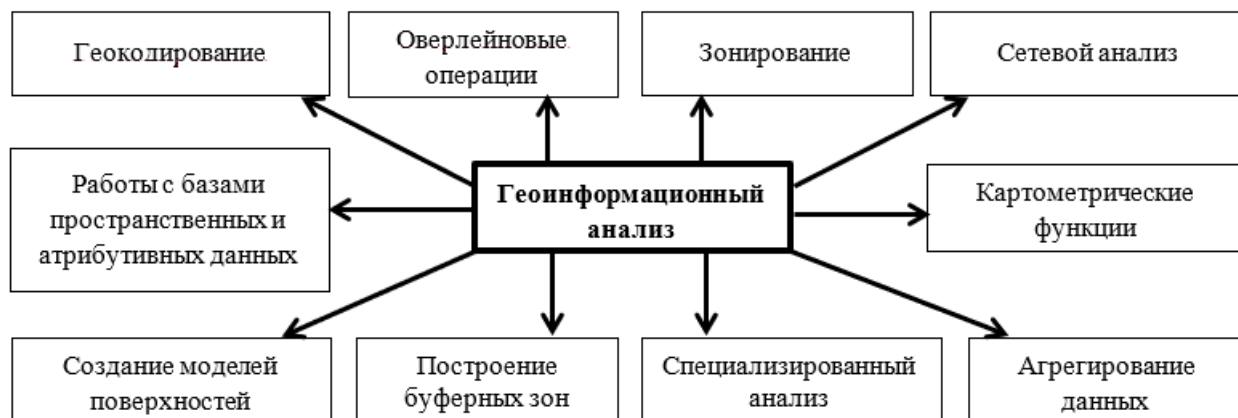 Геокодирование
Оверлейновые
операции
Зонирование
Сетевой анализ
Работы с базами
пространственных и
атрибутивных данных
Геоинформационный
анализ
Картометрические
функции
Создание моделей
поверхностей
Построение
буферных зон
Специализированный
анализ
Агрегирование
данных